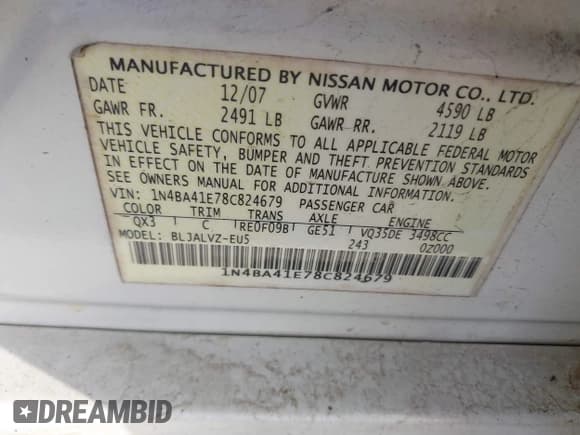 MANUFACTURED BY NISSAN MOTOR CO., LTD.
DATE 12/07 GVWR 4590 LB
GAWR FR. 2491 LB GAWR RR. 2119 LB
THIS VEHICLE CONFORMS TO ALL APPLICABLE FEDERAL MOTOR
VEHICLE SAFETY, BUMPER AND THEFT PREVENTION STANDARDS
IN EFFECT ON THE DATE OF MANUFACTURE SHOWN ABOVE.
SEE OWNERS MANUAL FOR ADDITIONAL INFORMATION.
VIN: 1N4BA41E78C824679 PASSENGER CAR
COLOR TRIM TRANS AXLE ENGINE
QX3 C RE0F09B GE51 VQ35DE 3498CC
MODEL: BLJALVZ-EU5 243 0Z000
1N4BA41E78C824679
DREAMBID